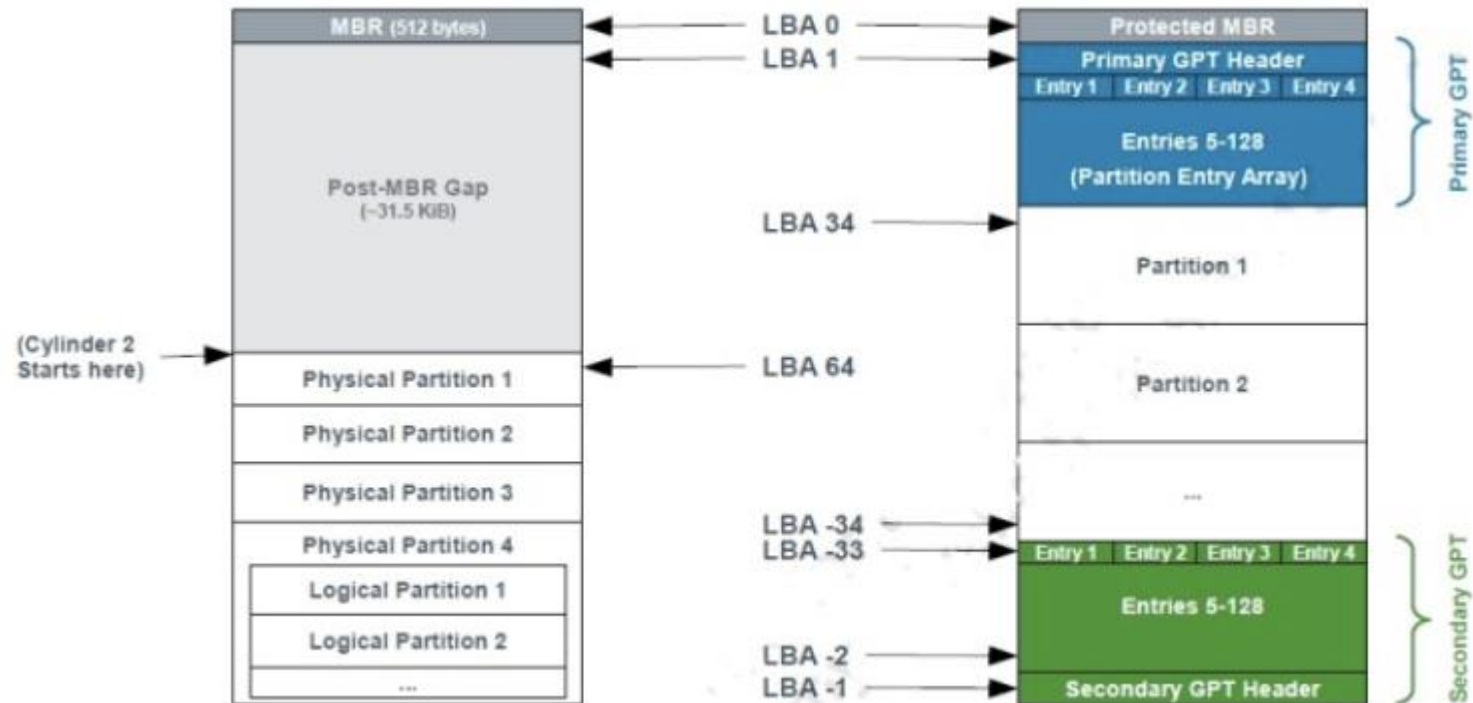 MBR (512 bytes)
Post-MBR Gap
(~31.5 KiB)
(Cylinder 2
Starts here)
Physical Partition 1
Physical Partition 2
Physical Partition 3
Physical Partition 4
Logical Partition 1
Logical Partition 2
...
LBA 0
LBA 1
LBA 34
LBA 64
LBA -34
LBA -33
LBA -2
LBA -1
Protected MBR
Primary GPT Header
Entry 1 Entry 2 Entry 3 Entry 4
Entries 5-128
(Partition Entry Array)
Partition 1
Partition 2
...
Entry 1 Entry 2 Entry 3 Entry 4
Entries 5-128
Secondary GPT Header
Primary GPT
Secondary GPT